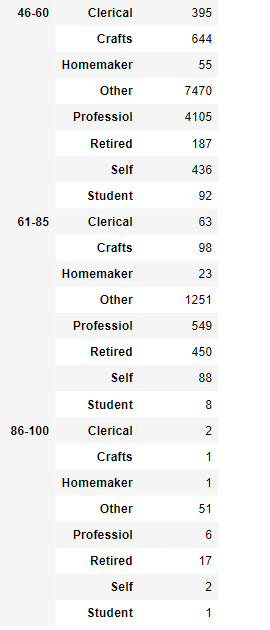 46-60 Clerical 395
Crafts 644
Homemaker 55
Other 7470
Professiol 4105
Retired 187
Self 436
Student 92
61-85 Clerical 63
Crafts 98
Homemaker 23
Other 1251
Professiol 549
Retired 450
Self 88
Student 8
86-100 Clerical 2
Crafts 1
Homemaker 1
Other 51
Professiol 6
Retired 17
Self 2
Student 1